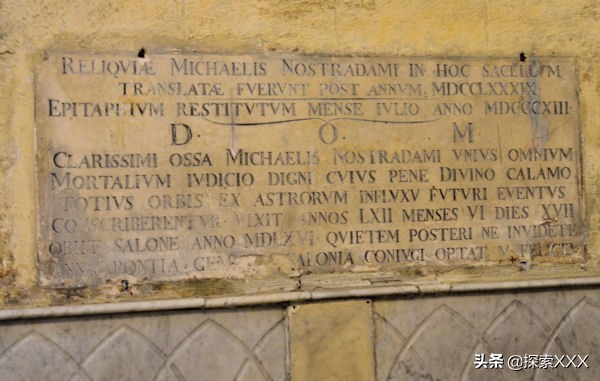 RELIQVIÆ MICHAELIS NOSTRADAMI IN HOC SACELLVM
TRANSLATÆ FVERVNT POST ANNVM MDCCLXXXIX
EPITAPHIVM RESTITVTVM MENSE IVLIO ANNO MDCCCXIII
D. O. M
CLARISSIMI OSSA MICHAELIS NOSTRADAMI VNIVS OMNIVM
MORTALIVM IVDICIO DIGNI CVIVS PENE DIVINO CALAMO
TOTIVS ORBIS EX ASTRORVM INFLVXV FVTVRI EVENTVS
CONSCRIBERENTVR VIXIT ANNOS LXII MENSES VI DIES XVII
OBIIT SALONE ANNO MDLXVI QVIETEM POSTERI NE INVIDETE
PONTIA SALONIA CONIVGI OPTAT V FELICIT
头条 @探索XXX